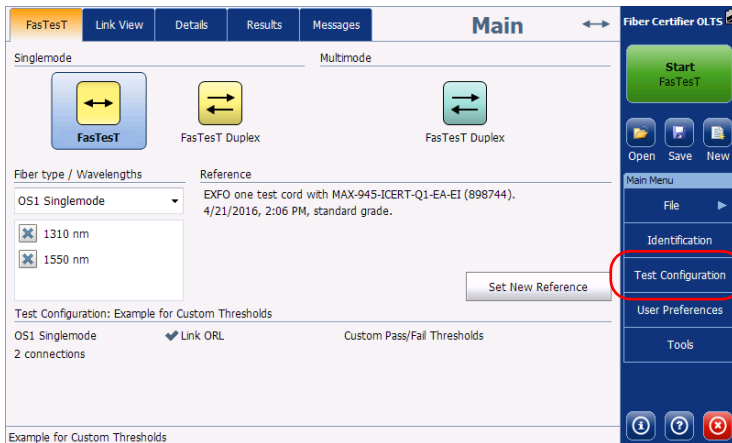 FasTesT Link View Details Results Messages Main Fiber Certifier OLTS
Singlemode Multimode
Start
FasTesT
FasTesT FasTesT Duplex FasTesT Duplex
Open Save New
Main Menu
Fiber type / Wavelengths Reference
OS1 Singlemode
EXFO one test cord with MAX-945-ICERT-Q1-EA-EI (898744).
4/21/2016, 2:06 PM, standard grade.
File
1310 nm
Identification
1550 nm
Test Configuration
Set New Reference
User Preferences
Test Configuration: Example for Custom Thresholds
OS1 Singlemode Link ORL Custom Pass/Fail Thresholds
2 connections
Tools
Example for Custom Thresholds